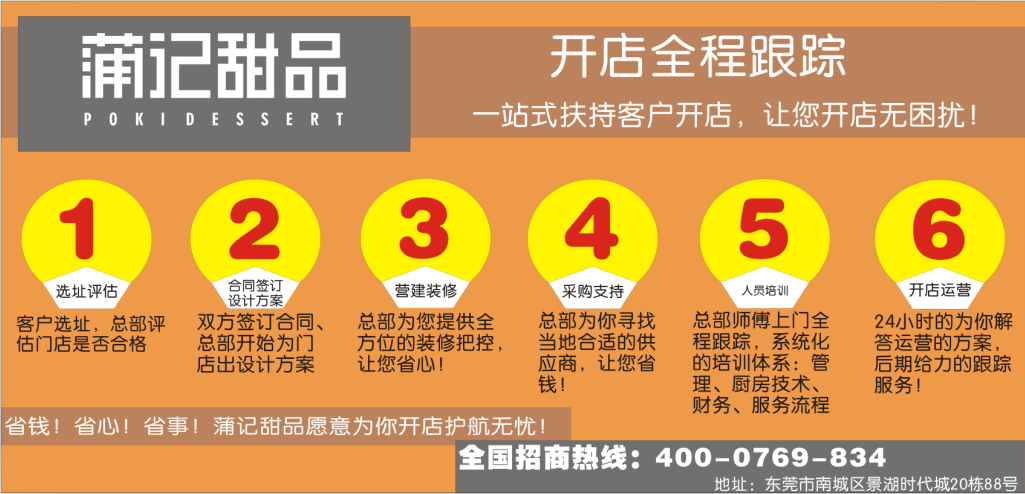 蒲记甜品
POKIDESSERT
开店全程跟踪
一站式扶持客户开店，让您开店无困扰！
1
选址评估
客户选址，总部评
估门店是否合格
2
合同签订
设计方案
双方签订合同、
总部开始为门
店出设计方案
3
营建装修
总部为您提供全
方位的装修把控，
让您省心！
4
采购支持
总部为你寻找
当地合适的供
应商，让您省
钱！
5
人员培训
总部师傅上门全
程跟踪，系统化
的培训体系：管
理、厨房技术、
财务、服务流程
6
开店运营
24小时的为你解
答运营的方案，
后期给力的跟踪
服务！
省钱！省心！省事！蒲记甜品愿意为你开店护航无忧！
全国招商热线：400-0769-834
地址：东莞市南城区景湖时代城20栋88号